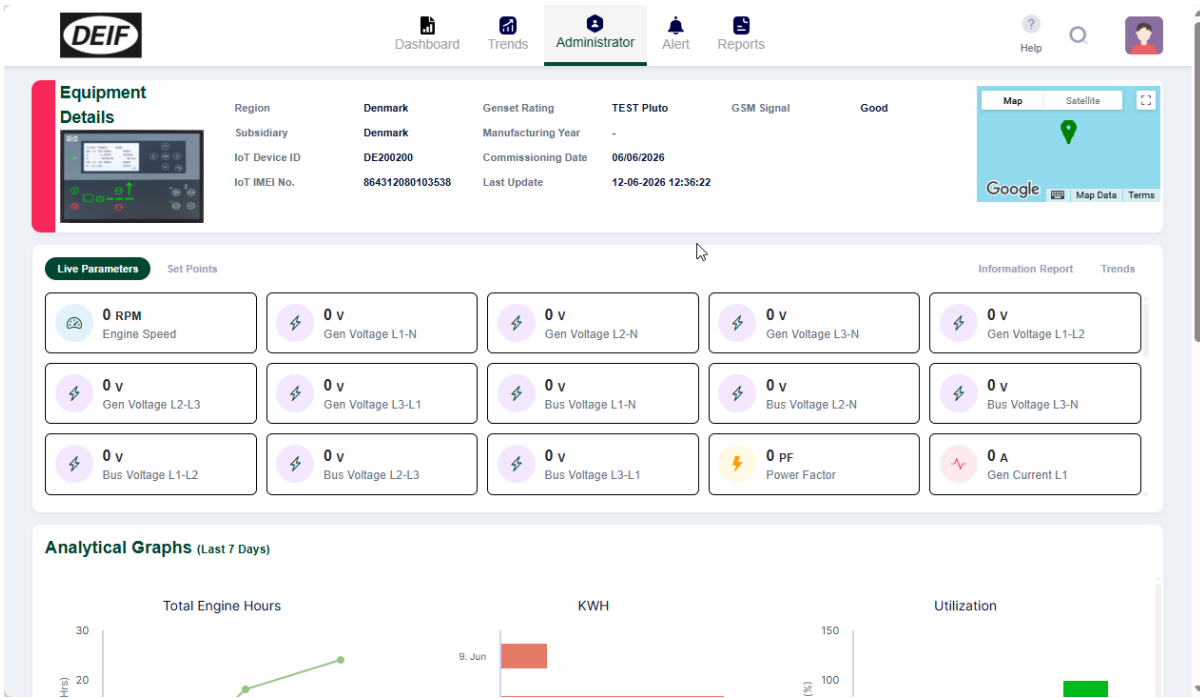 DEIF
Dashboard
Trends
Administrator
Alert
Reports
?
Help
Equipment
Details
Region Denmark Genset Rating TEST Pluto GSM Signal Good
Subsidiary Denmark Manufacturing Year -
IoT Device ID DE200200 Commissioning Date 06/06/2026
IoT IMEI No. 864312080103538 Last Update 12-06-2026 12:36:22
Map Satellite
Google Map Data Terms
Live Parameters Set Points Information Report Trends
0 RPM
Engine Speed
0 V
Gen Voltage L1-N
0 V
Gen Voltage L2-N
0 V
Gen Voltage L3-N
0 V
Gen Voltage L1-L2
0 V
Gen Voltage L2-L3
0 V
Gen Voltage L3-L1
0 V
Bus Voltage L1-N
0 V
Bus Voltage L2-N
0 V
Bus Voltage L3-N
0 V
Bus Voltage L1-L2
0 V
Bus Voltage L2-L3
0 V
Bus Voltage L3-L1
0 PF
Power Factor
0 A
Gen Current L1
Analytical Graphs (Last 7 Days)
Total Engine Hours
30
20
Hrs)
KWH
9. Jun
Utilization
150
100
(%)